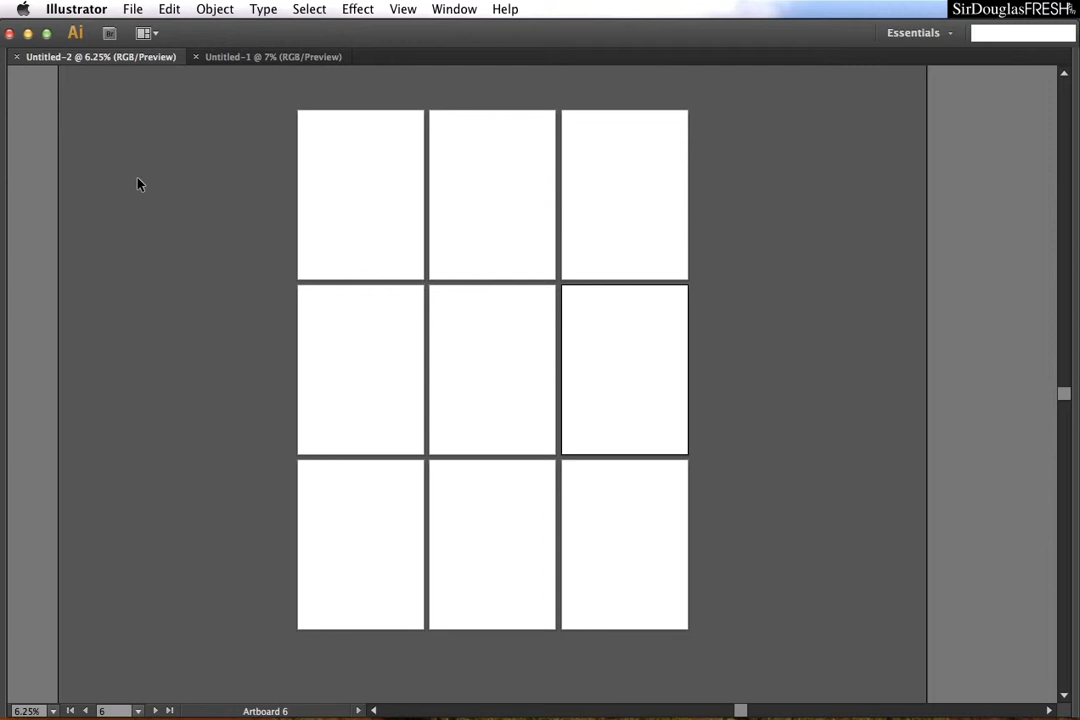 Illustrator File Edit Object Type Select Effect View Window Help SirDouglasFRESH
Ai Br Essentials
× Untitled-2 @ 6.25% (RGB/Preview) × Untitled-1 @ 7% (RGB/Preview)
6.25% 6 Artboard 6